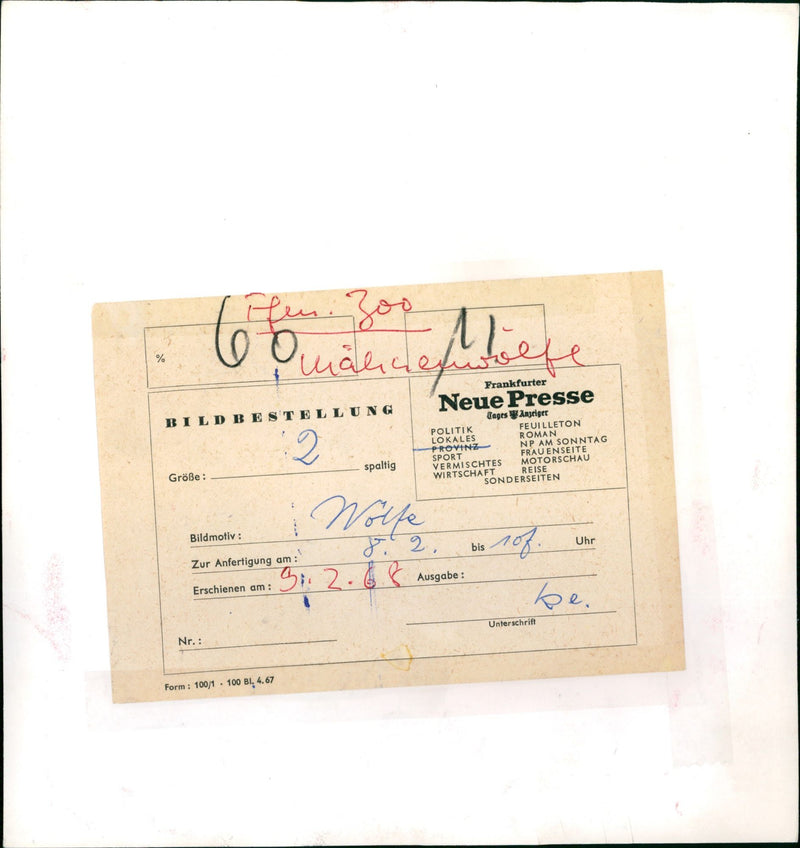 Ffm. Zoo
% 60 11
Mähnenwölfe
BILDBESTELLUNG
Frankfurter
Neue Presse
Tages Anzeiger
POLITIK
LOKALES
PROVINZ
SPORT
VERMISCHTES
WIRTSCHAFT
FEUILLETON
ROMAN
NP AM SONNTAG
FRAUENSEITE
MOTORSCHAU
REISE
SONDERSEITEN
Größe: 2 spaltig
Bildmotiv: Wölfe
Zur Anfertigung am: 8. 2. bis sof. Uhr
Erschienen am: 9. 2. 68 Ausgabe:
Unterschrift
Nr.:
Form: 100/1 - 100 Bl. 4.67